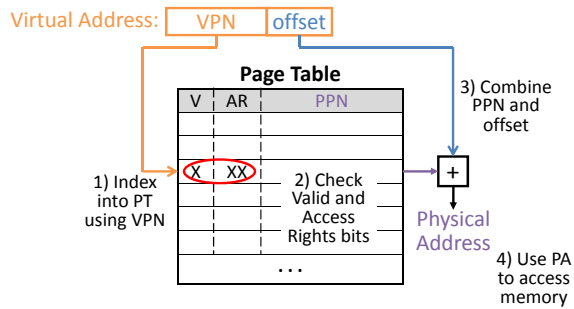 Virtual Address: VPN offset
Page Table
V AR PPN
3) Combine
PPN and
offset
X XX
1) Index
into PT
using VPN
2) Check
Valid and
Access
Rights bits
+
Physical
Address
4) Use PA
to access
memory
. . .